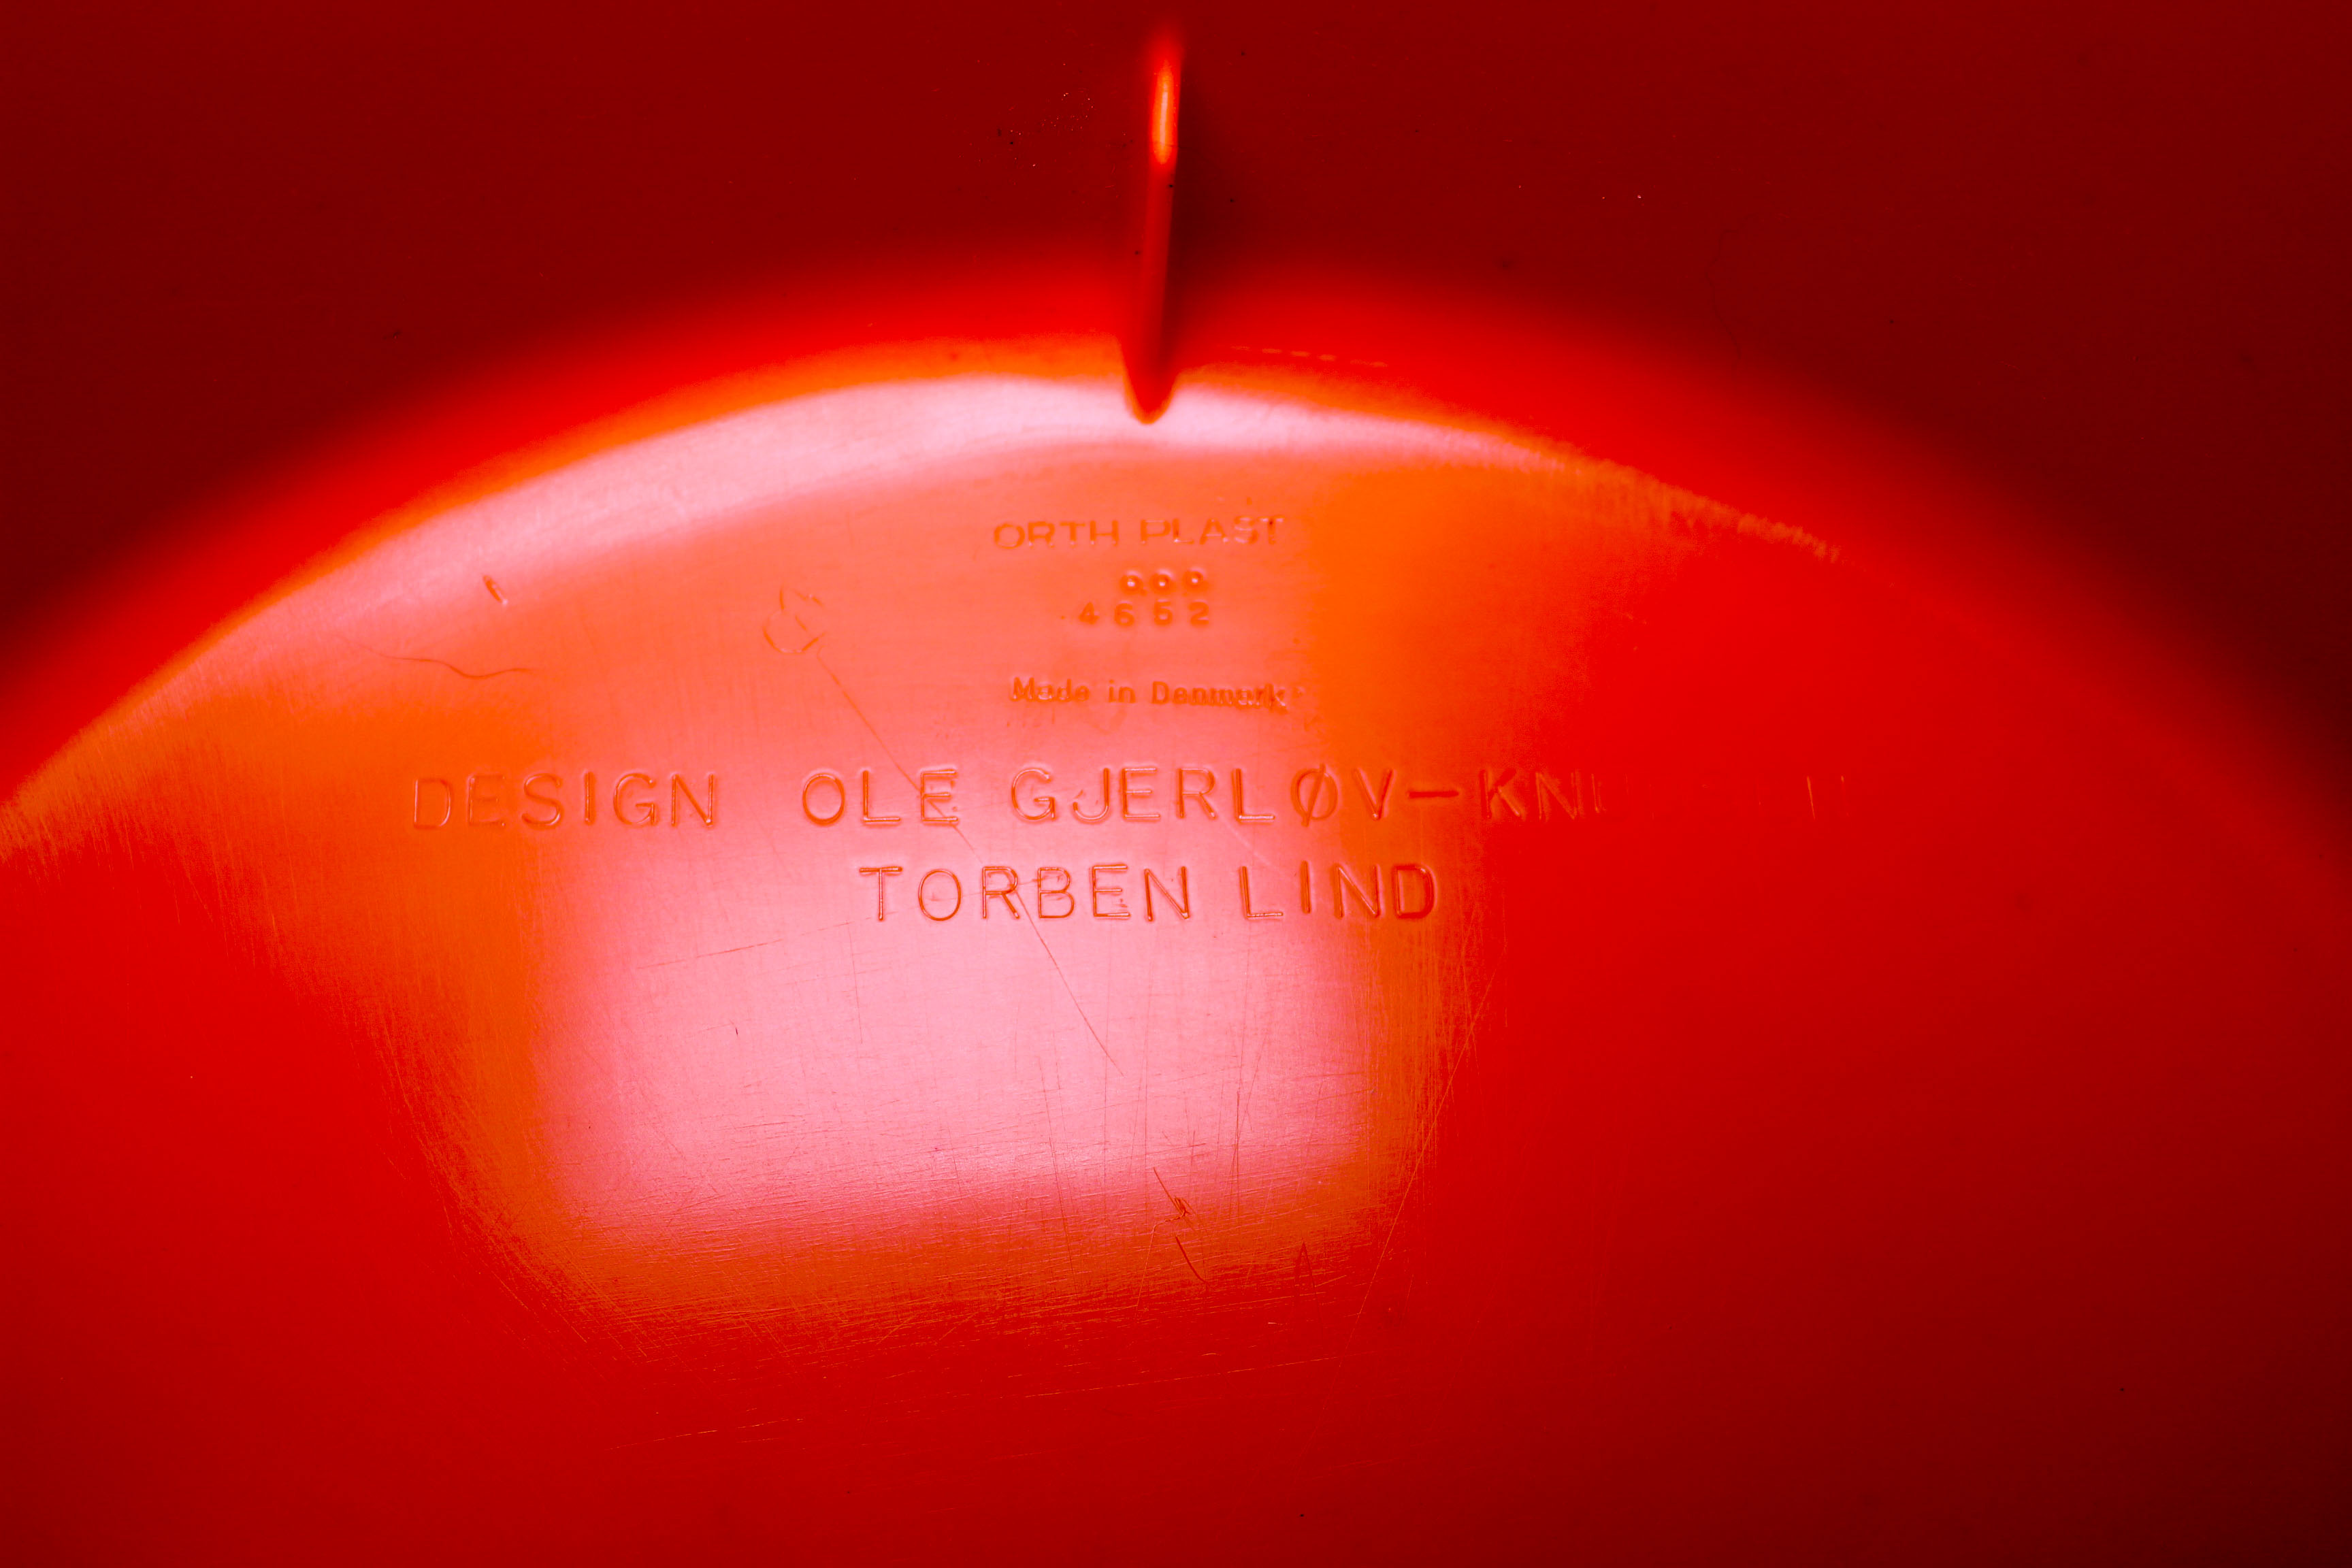 ORTH PLAST
4652
Made in Denmark
DESIGN OLE GJERLØV-
TORBEN LIND